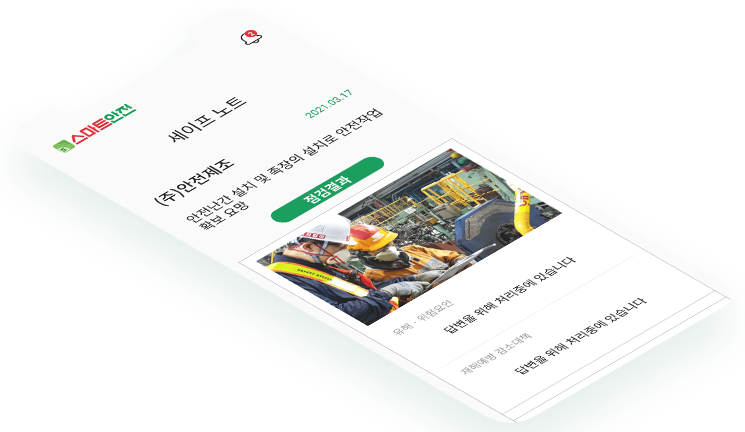 2
스마트안전
세이프 노트
2021.03.17
(주)안전제조
안전난간 설치 및 족장의 설치로 안전작업
확보 요망
점검결과
유해 · 위험요인
답변을 위해 처리중에 있습니다
재해예방 감소대책
답변을 위해 처리중에 있습니다